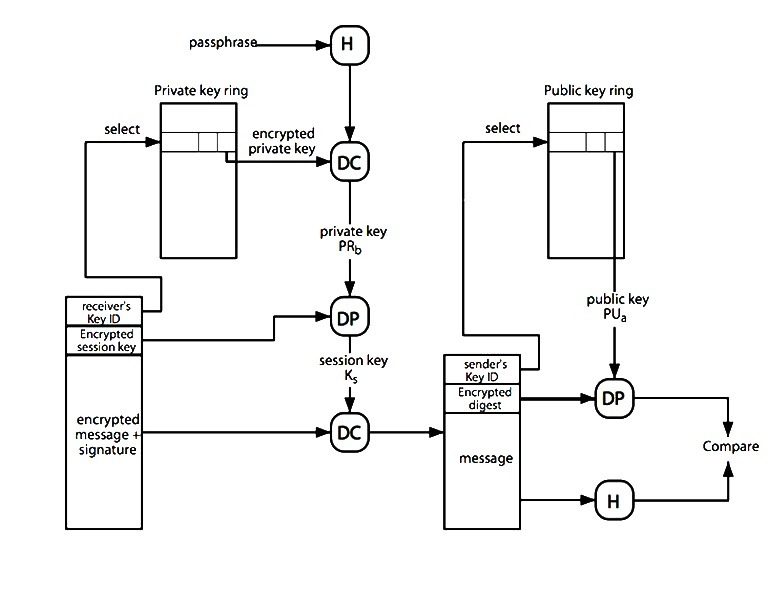 passphrase
H
Private key ring
Public key ring
select
encrypted
private key
select
DC
private key
PRb
public key
PUa
receiver's
Key ID
Encrypted
session key
DP
session key
Ks
sender's
Key ID
Encrypted
digest
DP
encrypted
message +
signature
DC
message
Compare
H